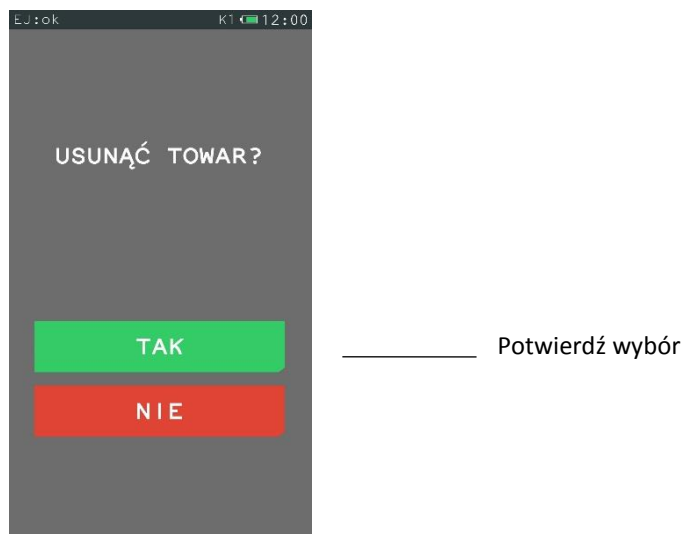 EJ:ok K1 12:00
USUNĄĆ TOWAR?
TAK
Potwierdź wybór
NIE